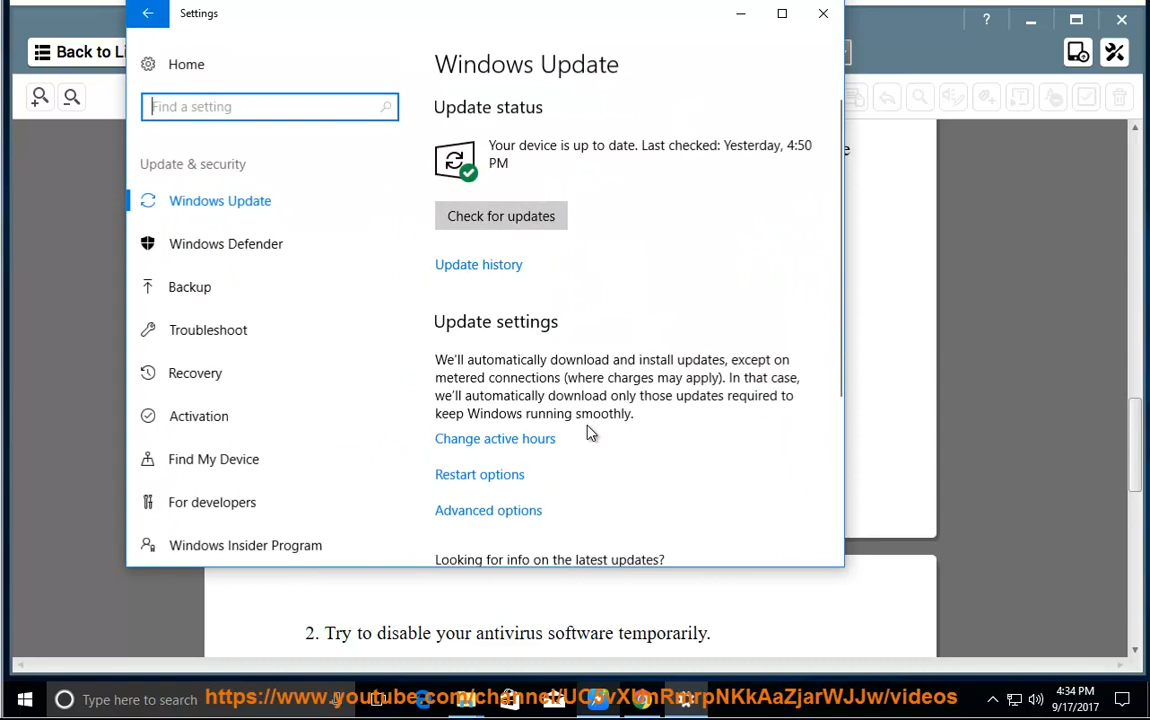 Settings
Back to Li
Home
Find a setting
Update & security
Windows Update
Windows Defender
Backup
Troubleshoot
Recovery
Activation
Find My Device
For developers
Windows Insider Program
Windows Update
Update status
Your device is up to date. Last checked: Yesterday, 4:50
PM
Check for updates
Update history
Update settings
We'll automatically download and install updates, except on
metered connections (where charges may apply). In that case,
we'll automatically download only those updates required to
keep Windows running smoothly.
Change active hours
Restart options
Advanced options
Looking for info on the latest updates?
e
2. Try to disable your antivirus software temporarily.
Type here to search
4:34 PM
9/17/2017